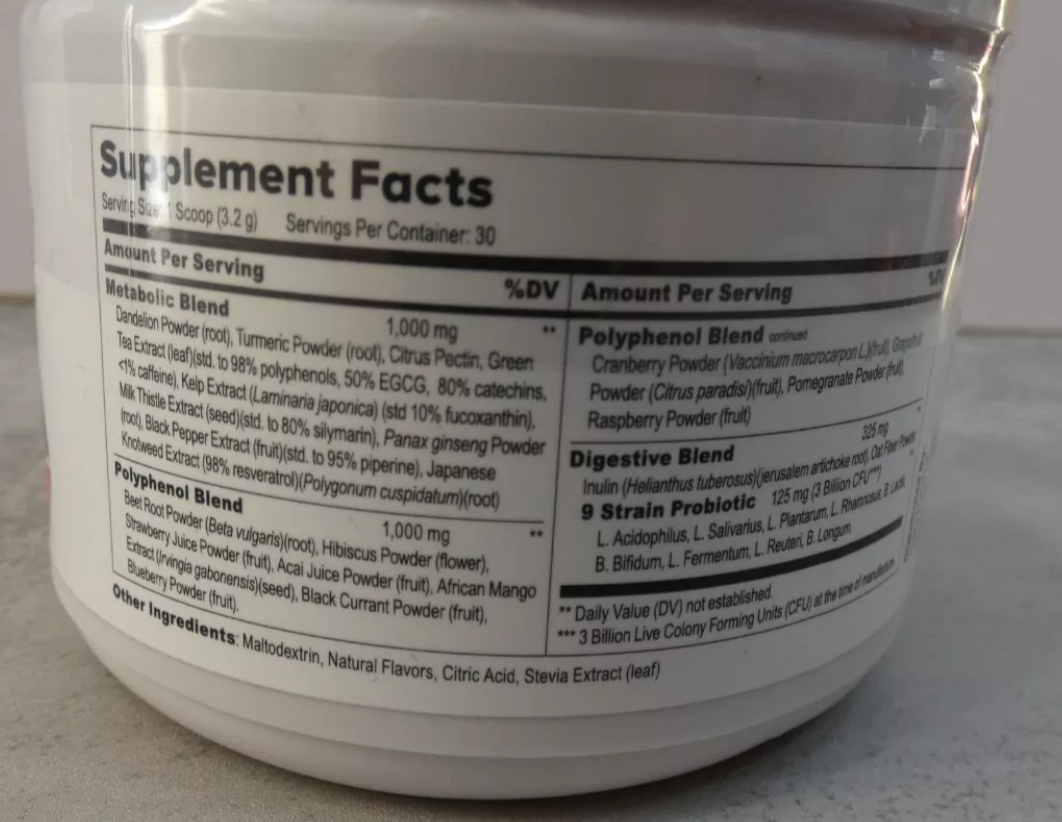 Supplement Facts
Serving Size 1 Scoop (3.2 g) Servings Per Container: 30
Amount Per Serving %DV
Metabolic Blend 1,000 mg **
Dandelion Powder (root), Turmeric Powder (root), Citrus Pectin, Green
Tea Extract (leaf)(std. to 98% polyphenols, 50% EGCG, 80% catechins,
<1% caffeine), Kelp Extract (Laminaria japonica) (std 10% fucoxanthin),
Milk Thistle Extract (seed)(std. to 80% silymarin), Panax ginseng Powder
(root), Black Pepper Extract (fruit)(std. to 95% piperine), Japanese
Knotweed Extract (98% resveratrol)(Polygonum cuspidatum)(root)
Polyphenol Blend 1,000 mg **
Beet Root Powder (Beta vulgaris)(root), Hibiscus Powder (flower),
Strawberry Juice Powder (fruit), Acai Juice Powder (fruit), African Mango
Extract (Irvingia gabonensis)(seed), Black Currant Powder (fruit),
Blueberry Powder (fruit).
Amount Per Serving
Polyphenol Blend continued
Cranberry Powder (Vaccinium macrocarpon L.)(fruit), Grapefruit
Powder (Citrus paradisi)(fruit), Pomegranate Powder (fruit),
Raspberry Powder (fruit)
Digestive Blend 325 mg **
Inulin (Helianthus tuberosus)(jerusalem artichoke root), Oat Fiber Powder
9 Strain Probiotic 125 mg (3 Billion CFU***) **
L. Acidophilus, L. Salivarius, L. Plantarum, L. Rhamnosus, B. Lactis,
B. Bifidum, L. Fermentum, L. Reuteri, B. Longum.
** Daily Value (DV) not established.
*** 3 Billion Live Colony Forming Units (CFU) at the time of manufacture.
Other Ingredients: Maltodextrin, Natural Flavors, Citric Acid, Stevia Extract (leaf)